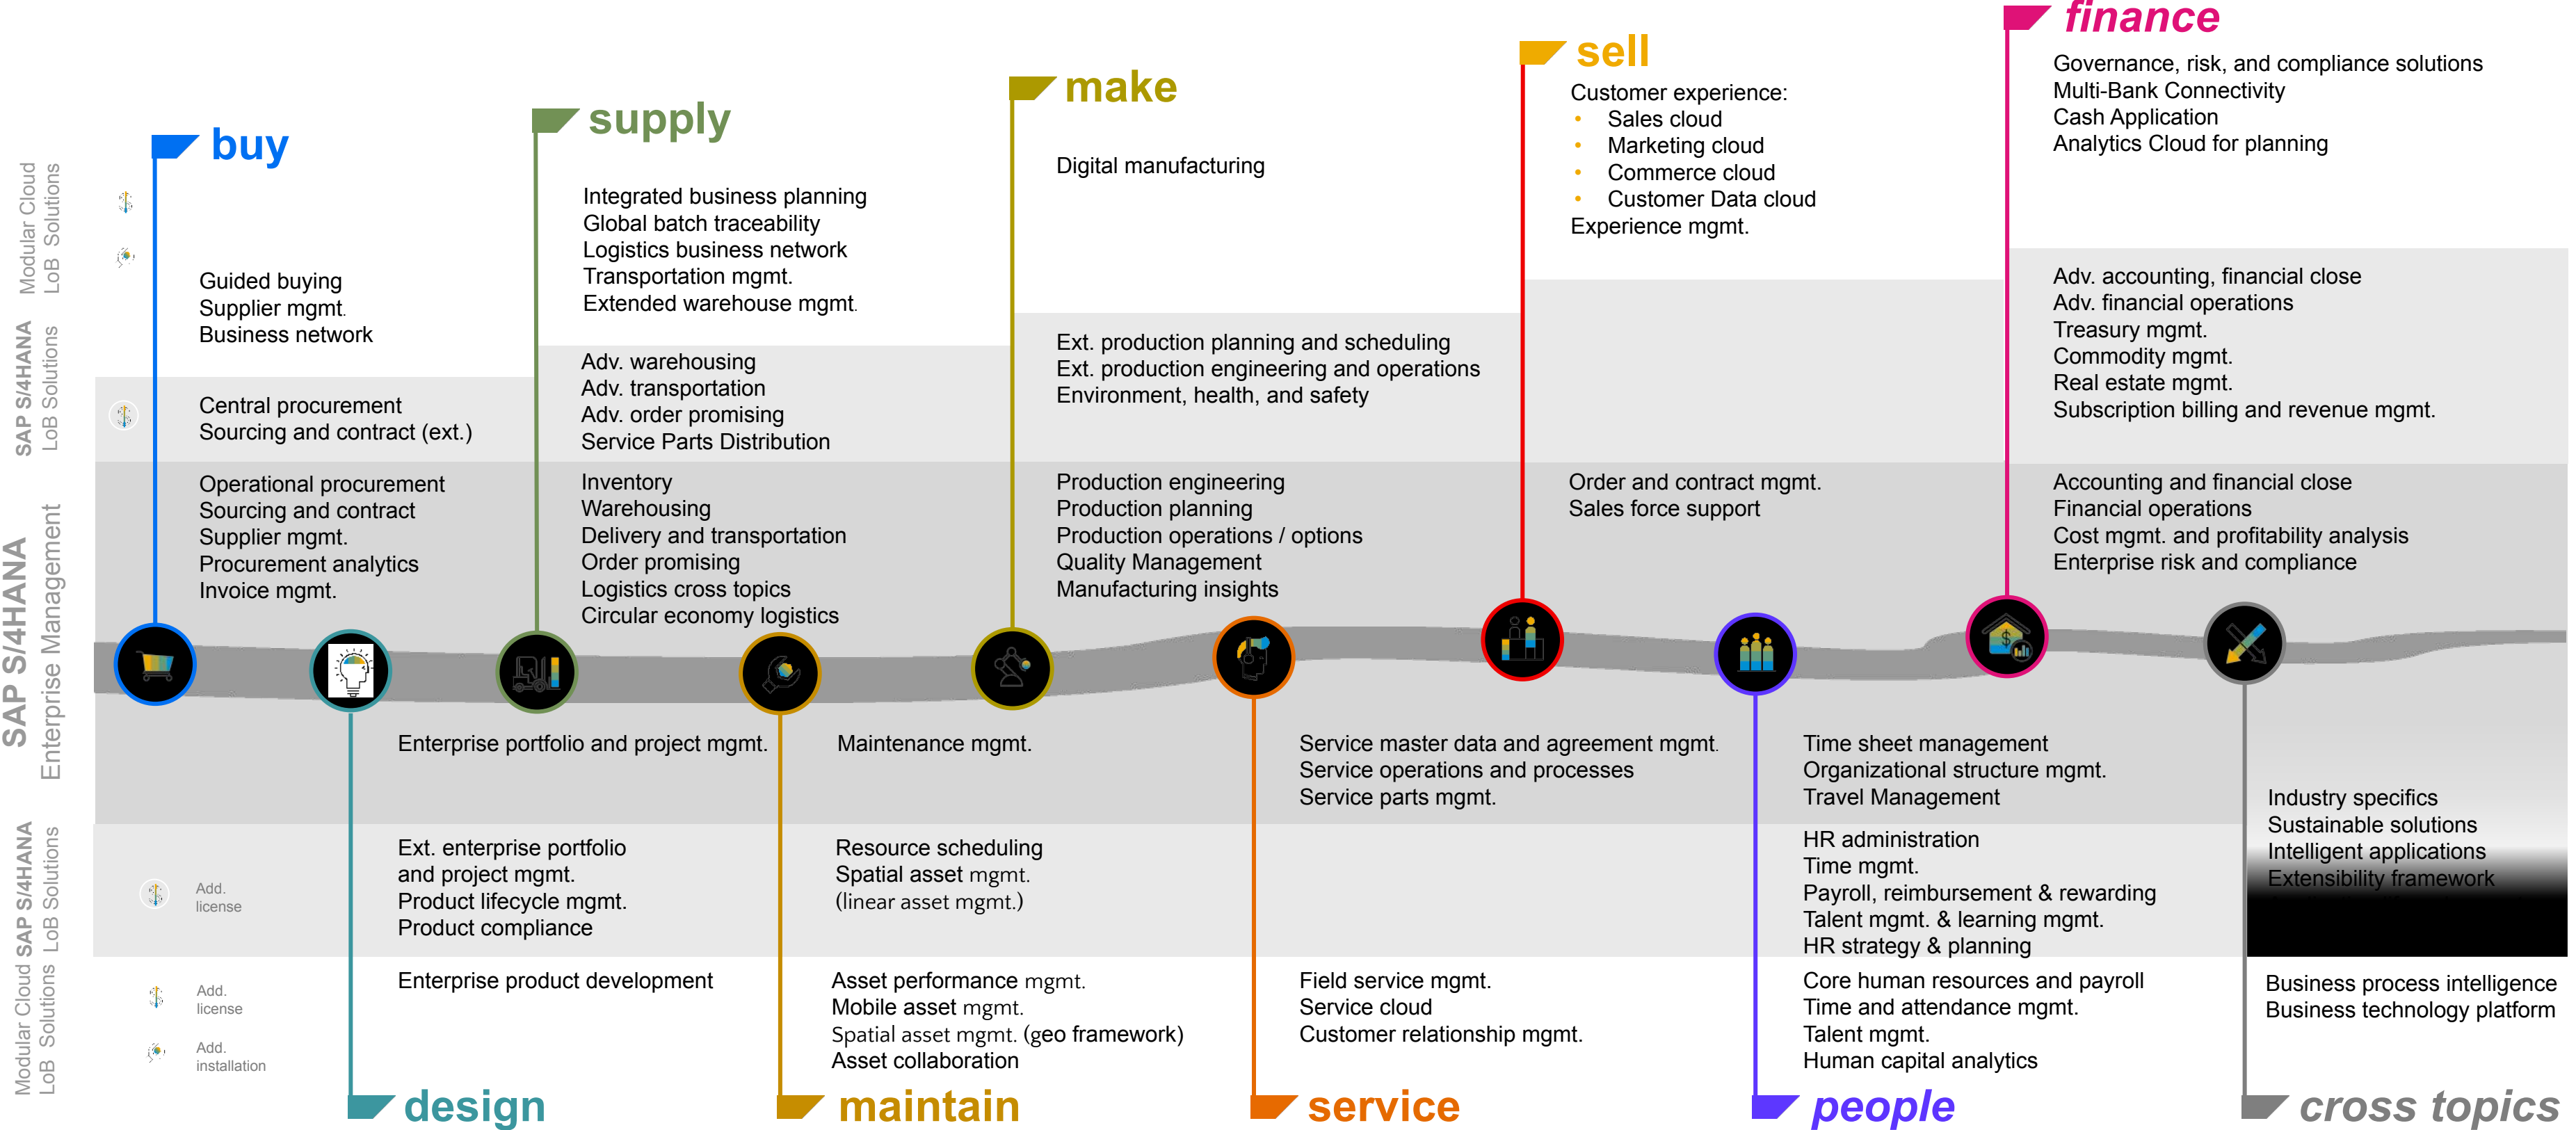 finance
Governance, risk, and compliance solutions
Multi-Bank Connectivity
Cash Application
Analytics Cloud for planning
Adv. accounting, financial close
Adv. financial operations
Treasury mgmt.
Commodity mgmt.
Real estate mgmt.
Subscription billing and revenue mgmt.
Accounting and financial close
Financial operations
Cost mgmt. and profitability analysis
Enterprise risk and compliance
sell
Customer experience:
• Sales cloud
• Marketing cloud
• Commerce cloud
• Customer Data cloud
Experience mgmt.
Order and contract mgmt.
Sales force support
make
Digital manufacturing
Ext. production planning and scheduling
Ext. production engineering and operations
Environment, health, and safety
Production engineering
Production planning
Production operations / options
Quality Management
Manufacturing insights
supply
Integrated business planning
Global batch traceability
Logistics business network
Transportation mgmt.
Extended warehouse mgmt.
Adv. warehousing
Adv. transportation
Adv. order promising
Service Parts Distribution
Inventory
Warehousing
Delivery and transportation
Order promising
Logistics cross topics
Circular economy logistics
buy
Guided buying
Supplier mgmt.
Business network
Central procurement
Sourcing and contract (ext.)
Operational procurement
Sourcing and contract
Supplier mgmt.
Procurement analytics
Invoice mgmt.
Modular Cloud
LoB Solutions
SAP S/4HANA
LoB Solutions
SAP S/4HANA
Enterprise Management
SAP S/4HANA
LoB Solutions
Modular Cloud
LoB Solutions
Add.
license
Add.
license
Add.
installation
Enterprise portfolio and project mgmt.
Ext. enterprise portfolio
and project mgmt.
Product lifecycle mgmt.
Product compliance
Enterprise product development
design
Maintenance mgmt.
Resource scheduling
Spatial asset mgmt.
(linear asset mgmt.)
Asset performance mgmt.
Mobile asset mgmt.
Spatial asset mgmt. (geo framework)
Asset collaboration
maintain
Service master data and agreement mgmt.
Service operations and processes
Service parts mgmt.
Field service mgmt.
Service cloud
Customer relationship mgmt.
service
Time sheet management
Organizational structure mgmt.
Travel Management
HR administration
Time mgmt.
Payroll, reimbursement & rewarding
Talent mgmt. & learning mgmt.
HR strategy & planning
Core human resources and payroll
Time and attendance mgmt.
Talent mgmt.
Human capital analytics
people
Industry specifics
Sustainable solutions
Intelligent applications
Extensibility framework
Business process intelligence
Business technology platform
cross topics